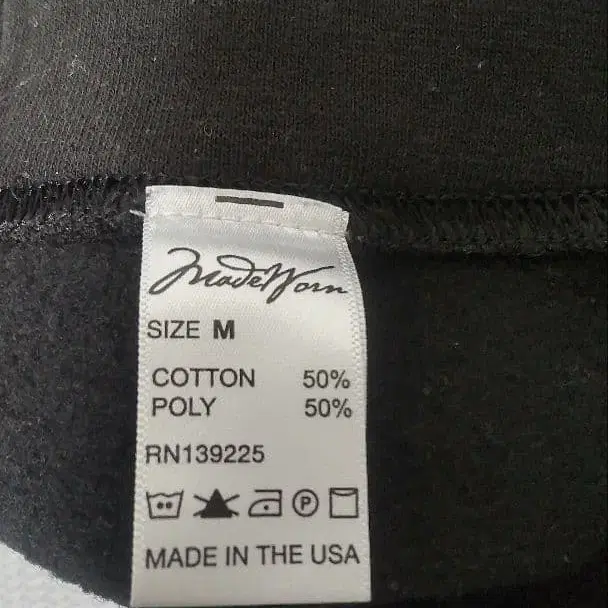 MadeWorn
SIZE M
COTTON 50%
POLY 50%
RN139225
P
MADE IN THE USA